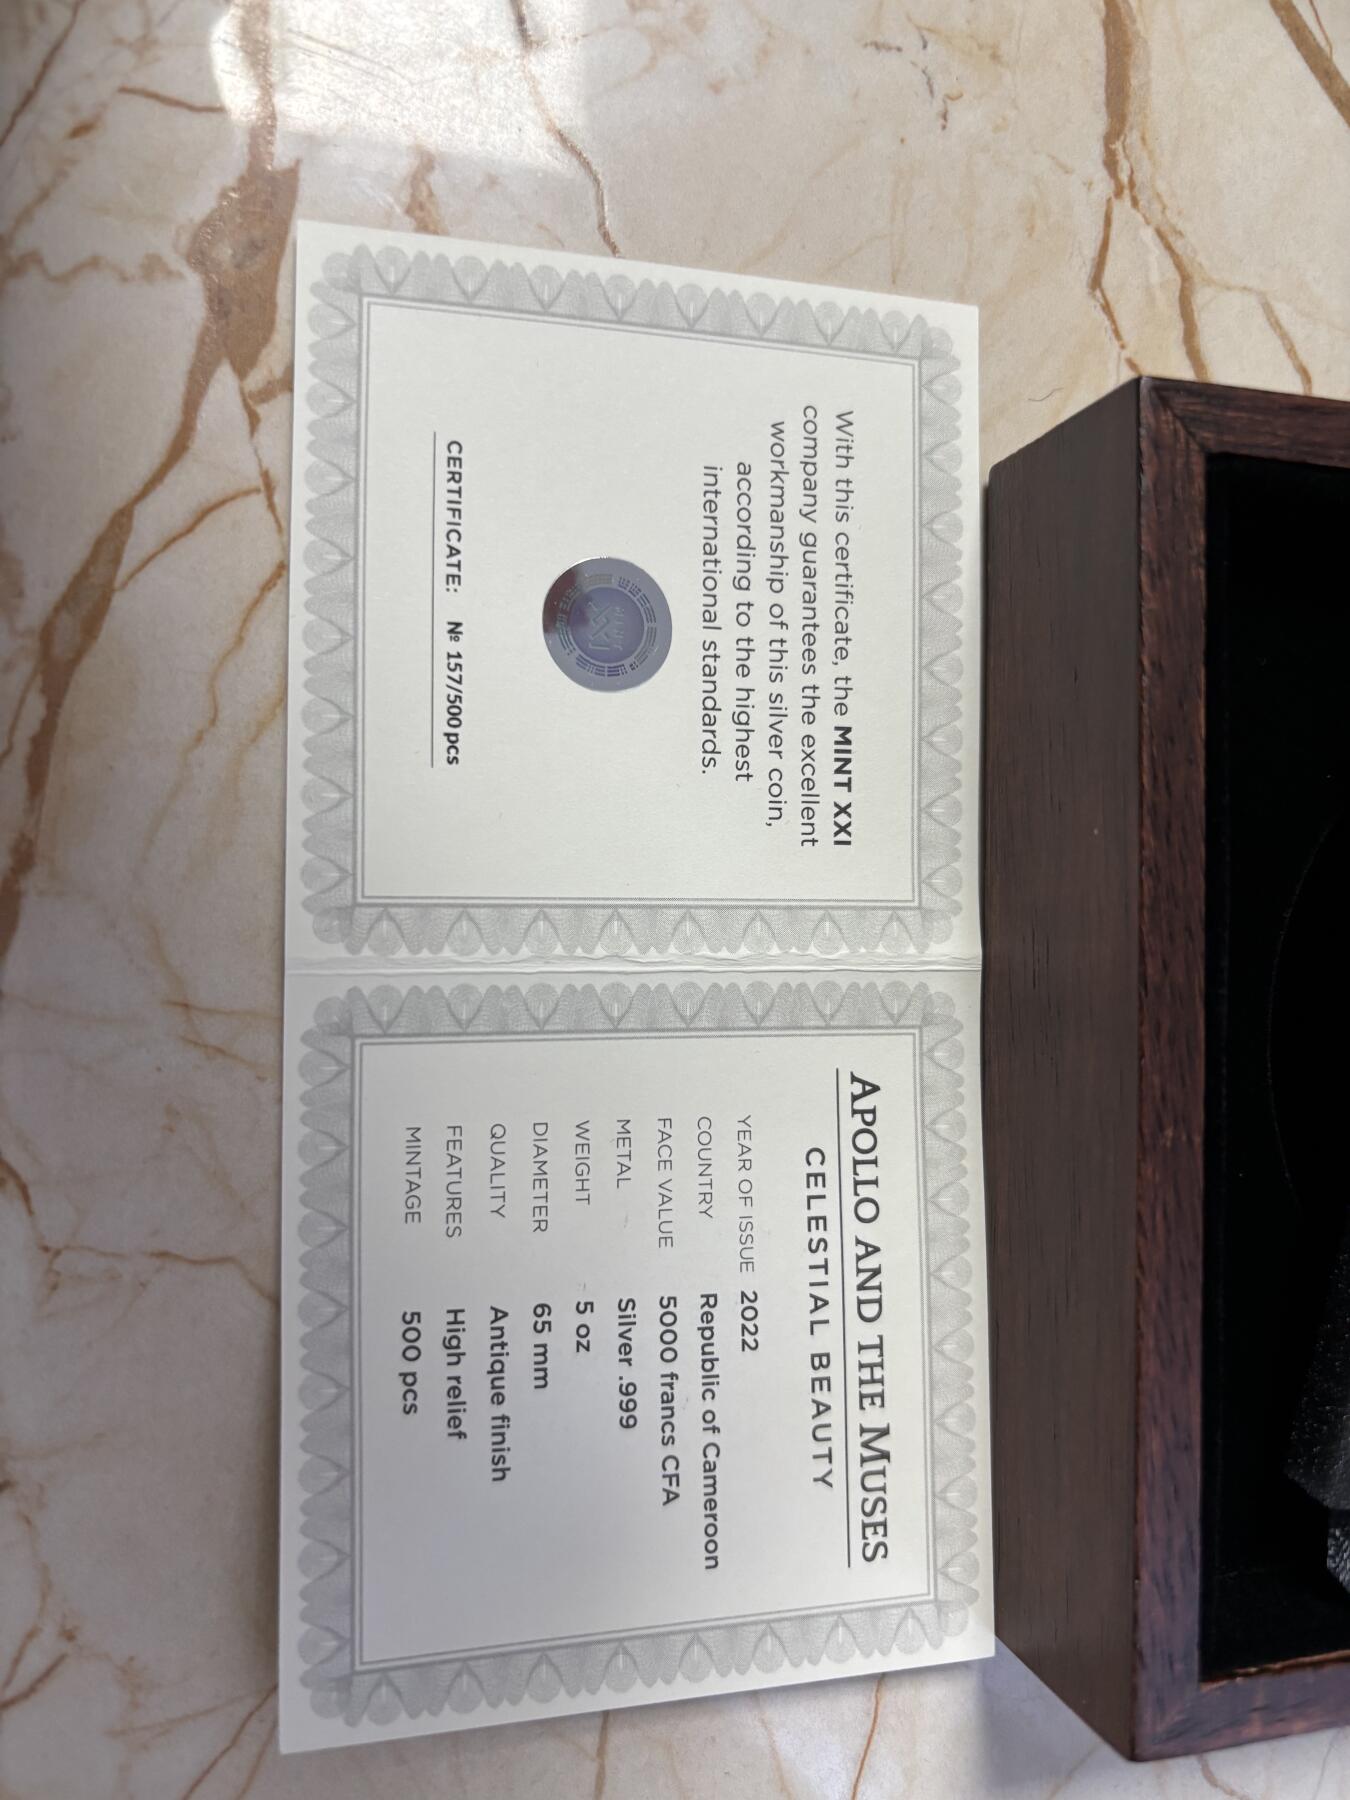 With this certificate, the MINT XXI
company guarantees the excellent
workmanship of this silver coin,
according to the highest
international standards.
CERTIFICATE: № 157/500pcs
APOLLO AND THE MUSES
CELESTIAL BEAUTY
YEAR OF ISSUE 2022
COUNTRY Republic of Cameroon
FACE VALUE 5000 francs CFA
METAL Silver .999
WEIGHT 5 oz
DIAMETER 65 mm
QUALITY Antique finish
FEATURES High relief
MINTAGE 500 pcs